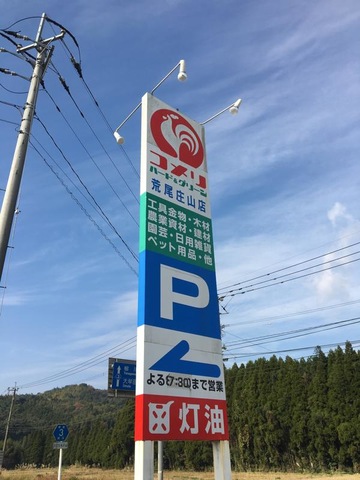 コメリ
ハード&グリーン
荒尾庄山店
工具金物・木材
農業資材・建材
園芸・日用雑貨
ペット用品・他
P
よる7:30まで営業
灯油
3